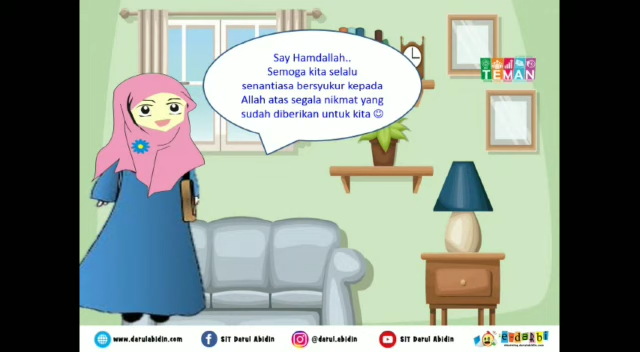 Say Hamdallah..
Semoga kita selalu
senantiasa bersyukur kepada
Allah atas segala nikmat yang
sudah diberikan untuk kita ☺
TEMAN
www.darulabidin.com
SIT Darul Abidin
@darul.abidin
SIT Darul Abidin